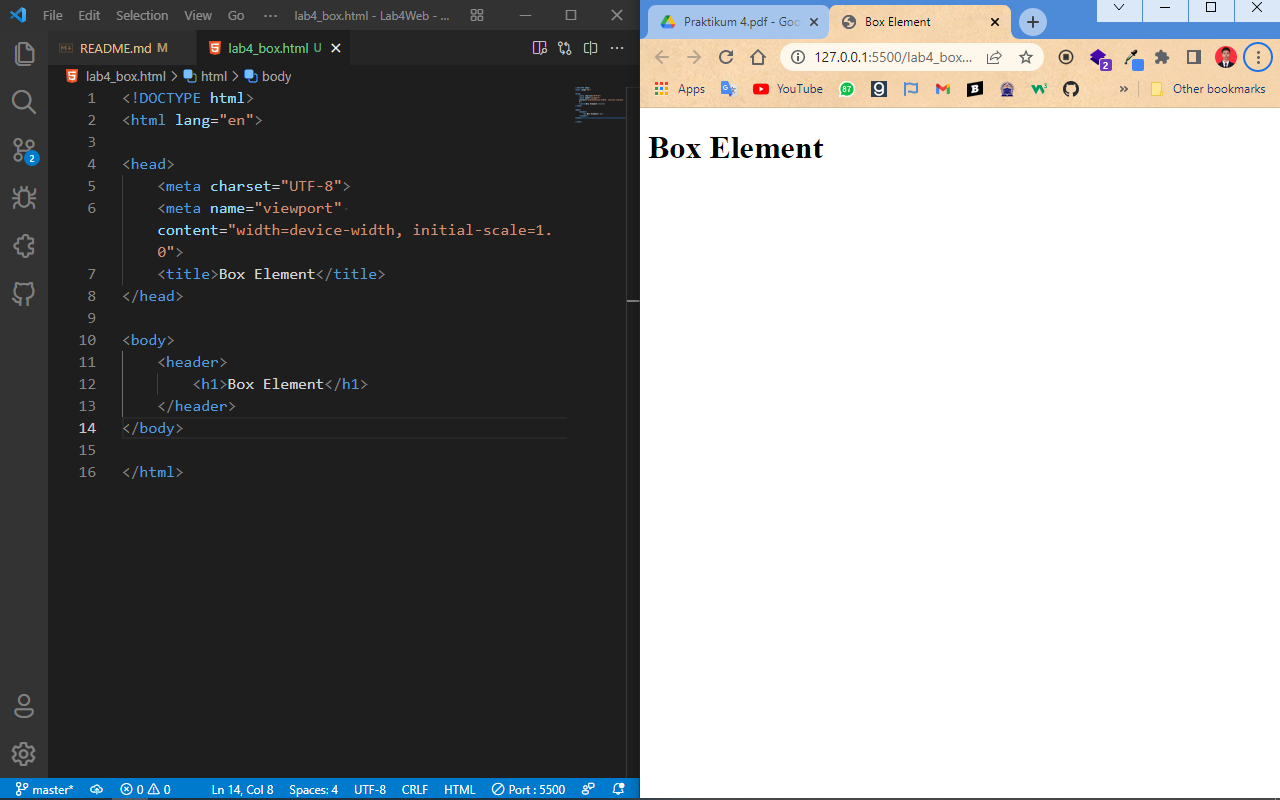 File Edit Selection View Go ··· lab4_box.html - Lab4Web - ...
README.md M lab4_box.html U
lab4_box.html > html > body
1 <!DOCTYPE html>
2 <html lang="en">
3
4 <head>
5 <meta charset="UTF-8">
6 <meta name="viewport"
content="width=device-width, initial-scale=1.
0">
7 <title>Box Element</title>
8 </head>
9
10 <body>
11 <header>
12 <h1>Box Element</h1>
13 </header>
14 </body>
15
16 </html>
2
master* 0 0 Ln 14, Col 8 Spaces: 4 UTF-8 CRLF HTML Port : 5500
Praktikum 4.pdf - Goo Box Element
127.0.0.1:5500/lab4_box... 2
Apps YouTube 87 » Other bookmarks
Box Element